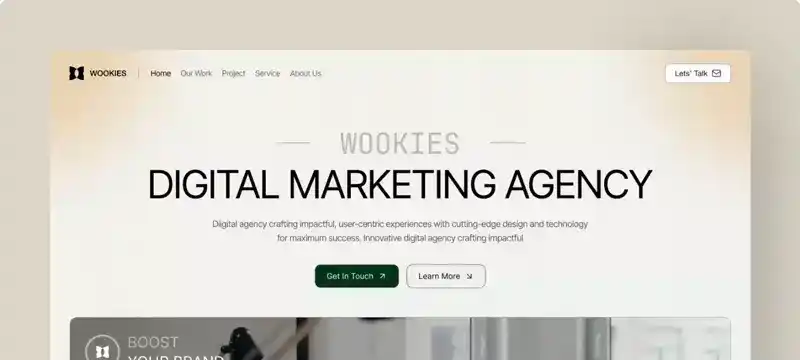 WOOKIES
Home Our Work Project Service About Us
Lets' Talk
WOOKIES
DIGITAL MARKETING AGENCY
Diigital agency crafting impactful, user-centric experiences with cutting-edge design and technology
for maximum success. Innovative digital agency crafting impactful
Get In Touch
Learn More
BOOST
YOUR BRAND